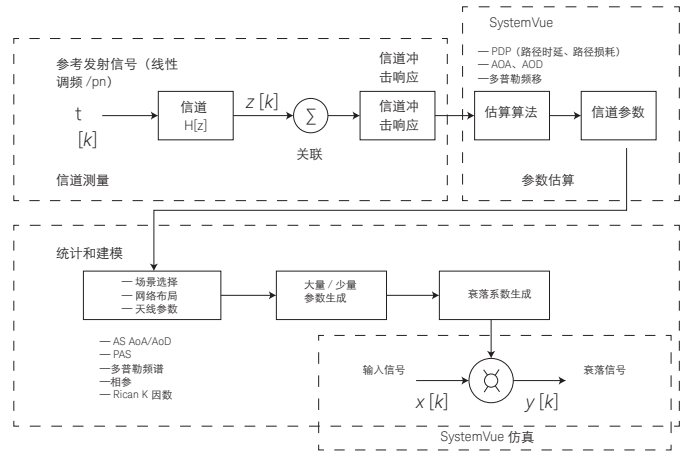 SystemVue
— PDP（路径时延、路径损耗）
— AOA、AOD
— 多普勒频移
参考发射信号（线性
调频 /pn）
t
[k]
信道
H[z]
z [k]
Σ
关联
信道冲
击响应
信道冲
击响应
估算算法
信道参数
信道测量
参数估算
统计和建模
— 场景选择
— 网络布局
— 天线参数
大量 / 少量
参数生成
衰落系数生成
— AS AoA/AoD
— PAS
— 多普勒频谱
— 相参
— Rican K 因数
输入信号
x [k]
衰落信号
y [k]
SystemVue 仿真